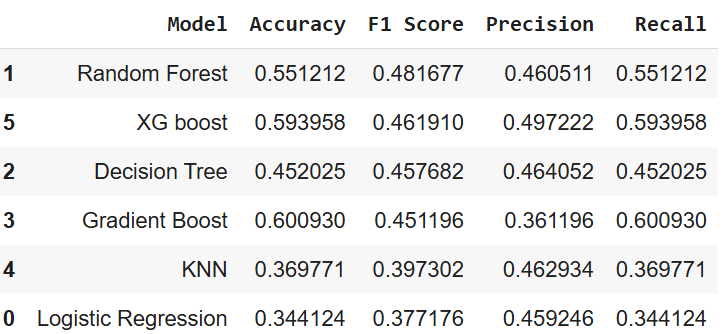 Model Accuracy F1 Score Precision Recall
1 Random Forest 0.551212 0.481677 0.460511 0.551212
5 XG boost 0.593958 0.461910 0.497222 0.593958
2 Decision Tree 0.452025 0.457682 0.464052 0.452025
3 Gradient Boost 0.600930 0.451196 0.361196 0.600930
4 KNN 0.369771 0.397302 0.462934 0.369771
0 Logistic Regression 0.344124 0.377176 0.459246 0.344124